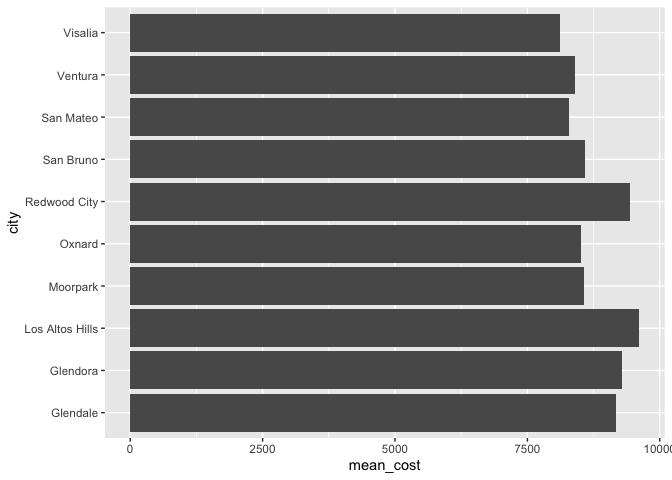 Visalia
Ventura
San Mateo
San Bruno
Redwood City
Oxnard
Moorpark
Los Altos Hills
Glendora
Glendale
city
0 2500 5000 7500 10000
mean_cost